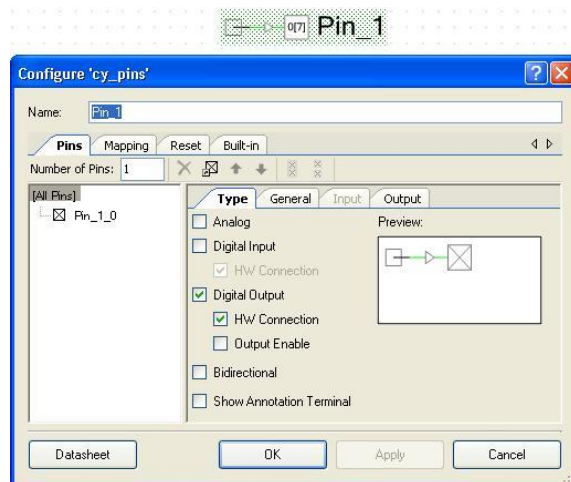 0[7] Pin_1
Configure 'cy_pins'
Name: Pin_1
Pins Mapping Reset Built-in
Number of Pins: 1
[All Pins]
Pin_1_0
Type General Input Output
Analog
Preview:
Digital Input
HW Connection
Digital Output
HW Connection
Output Enable
Bidirectional
Show Annotation Terminal
Datasheet OK Apply Cancel